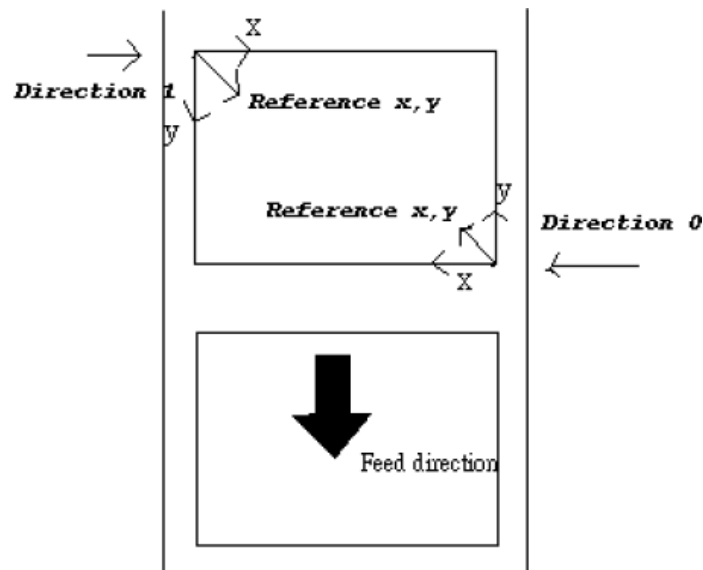 X
Direction 1
Reference x,y
y
Reference x,y
y
Direction 0
X
Feed direction